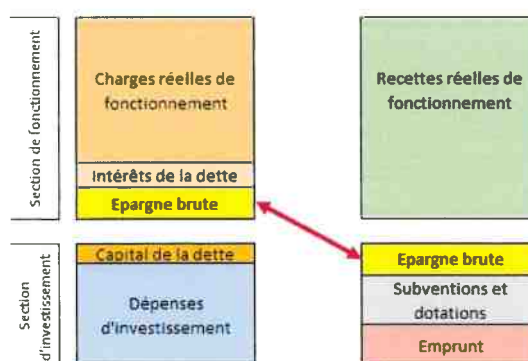 Section de fonctionnement
Charges réelles de
fonctionnement
Intérêts de la dette
Epargne brute
Recettes réelles de
fonctionnement
Section
d'investissement
Capital de la dette
Dépenses
d'investissement
Epargne brute
Subventions et
dotations
Emprunt